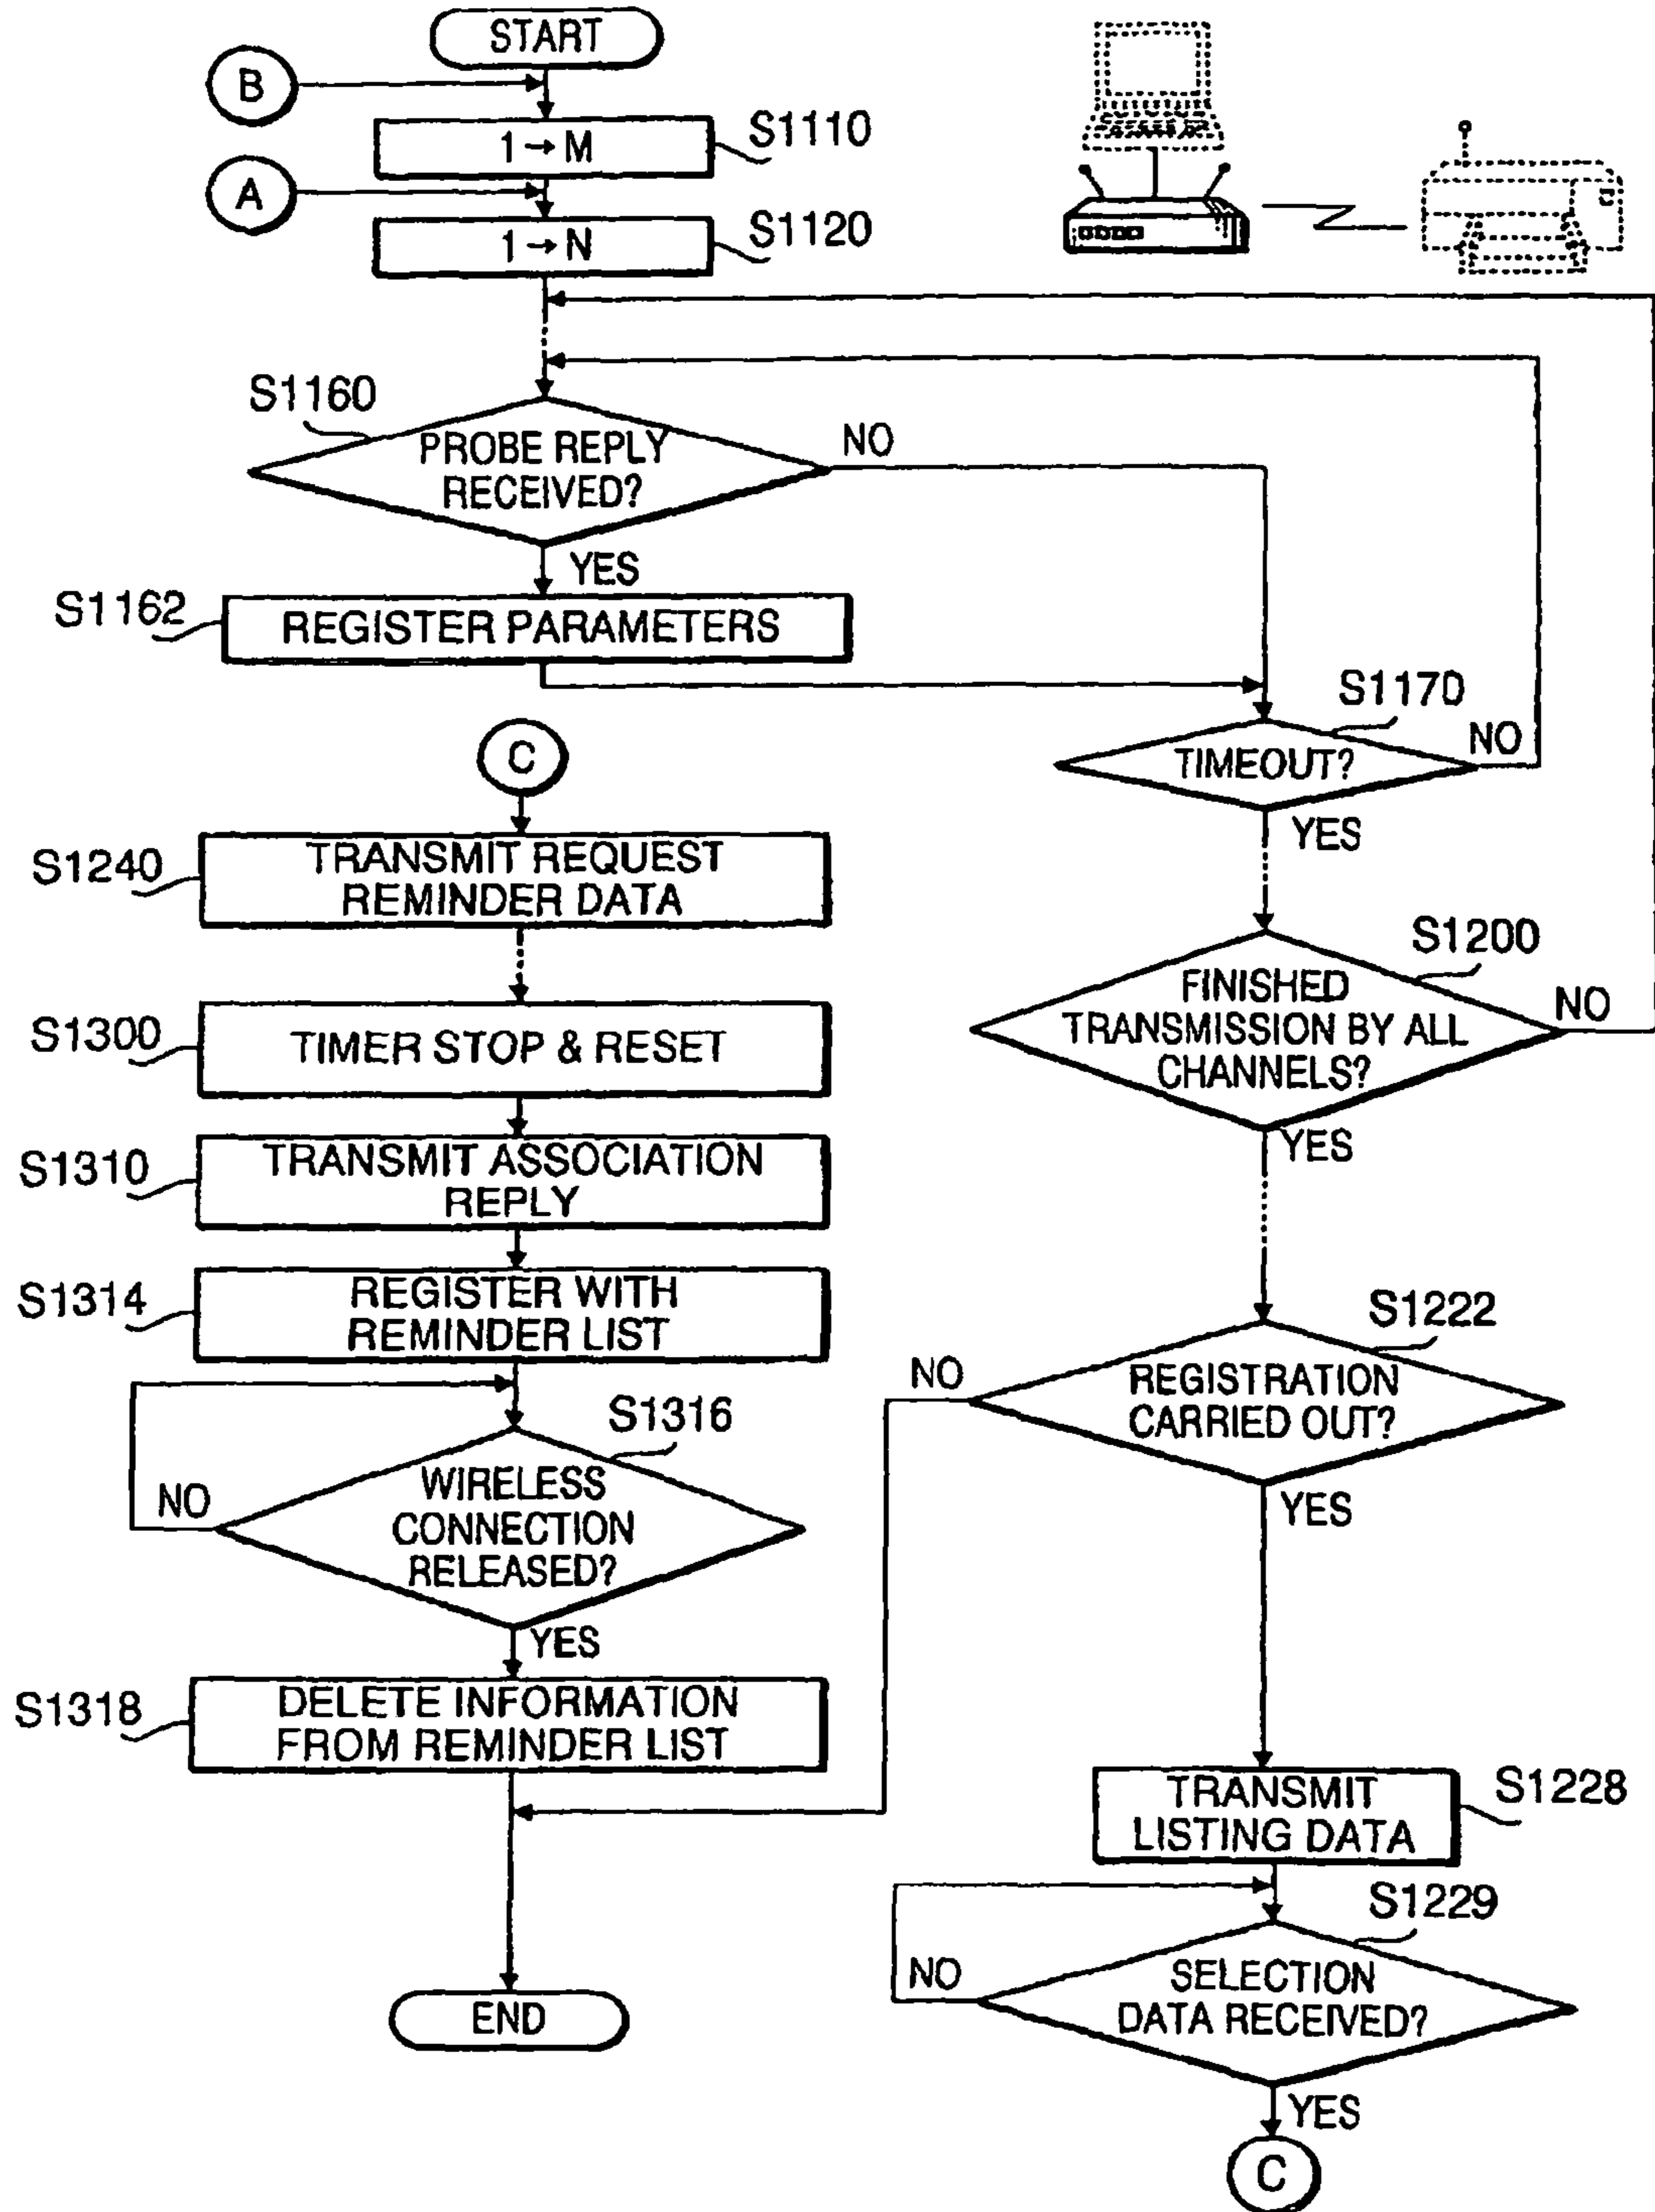 START
B
1→M
S1110
A
1→N
S1120
S1160
PROBE REPLY
RECEIVED?
NO
YES
S1162
REGISTER PARAMETERS
S1170
TIMEOUT?
NO
YES
S1200
FINISHED
TRANSMISSION BY ALL
CHANNELS?
NO
YES
S1222
REGISTRATION
CARRIED OUT?
NO
YES
S1228
TRANSMIT
LISTING DATA
S1229
SELECTION
DATA RECEIVED?
NO
YES
C
C
S1240
TRANSMIT REQUEST
REMINDER DATA
S1300
TIMER STOP & RESET
S1310
TRANSMIT ASSOCIATION
REPLY
S1314
REGISTER WITH
REMINDER LIST
S1316
WIRELESS
CONNECTION
RELEASED?
NO
YES
S1318
DELETE INFORMATION
FROM REMINDER LIST
END